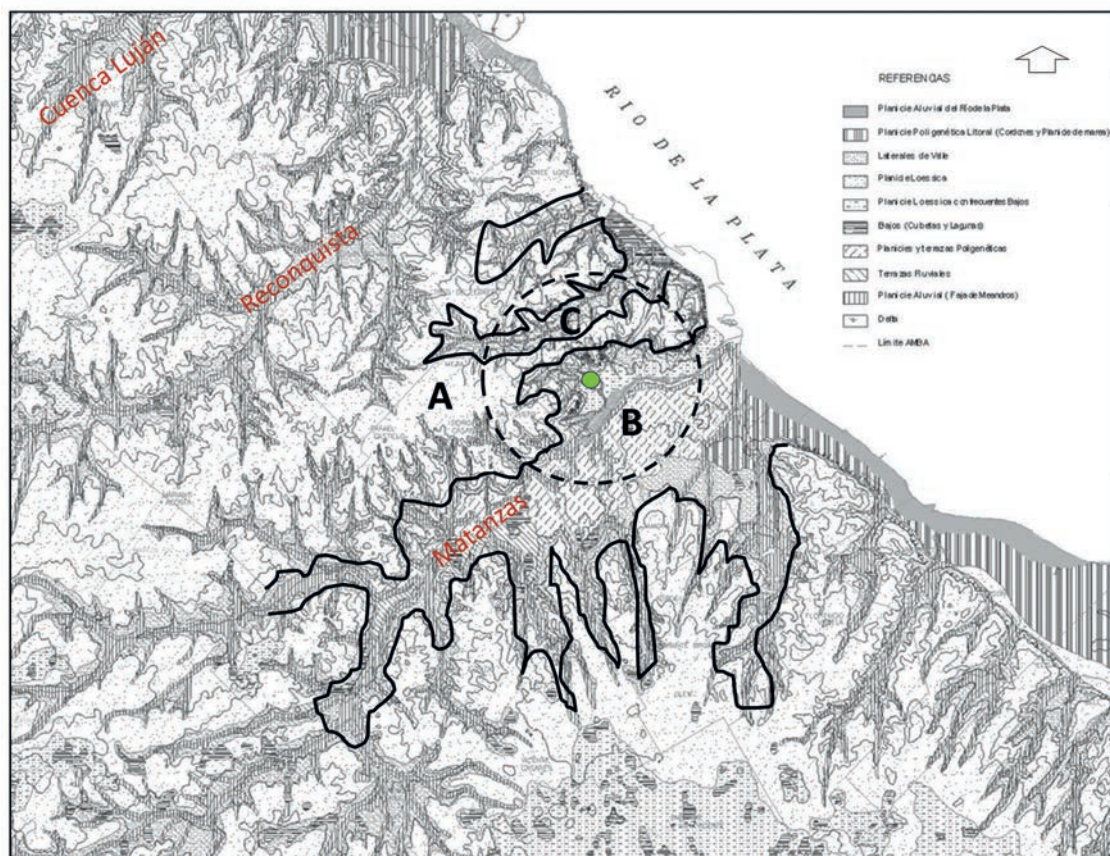 Cuenca Luján
Reconquista
Matanzas
A
B
C
RIO DE LA PLATA
REFERENCIAS
Planicie Aluvial del Río de la Plata
Planicie Poligenética Litoral (Cordones y Planicie de marea)
Laterales de Valle
Planicie Loessica
Planicie Loessica con frecuentes Bajos
Bajos (Cubetas y Lagunas)
Planicies y terrazas Poligenéticas
Terrazas Fluviales
Planicie Aluvial ( Faja de Meandros)
Delta
Límite AMBA